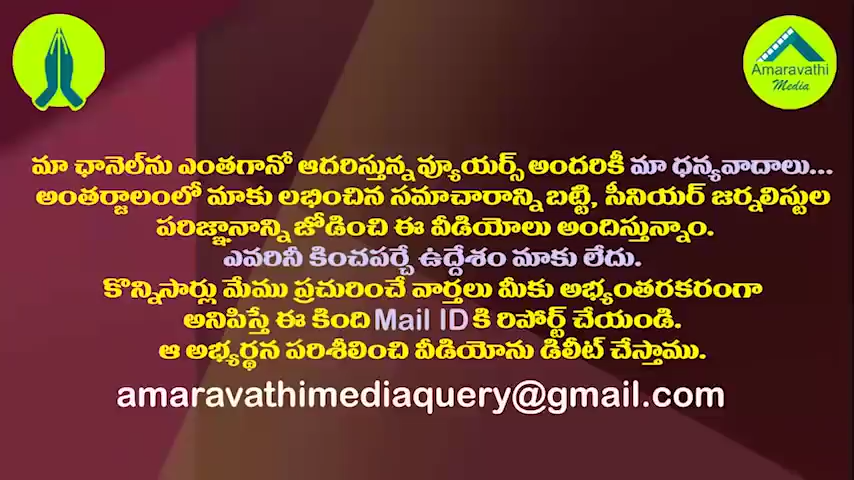 Amaravathi
Media
మా ఛానెల్‌ను ఎంతగానో ఆదరిస్తున్న వ్యూయర్స్ అందరికీ మా ధన్యవాదాలు...
అంతర్జాలంలో మాకు లభించిన సమాచారాన్ని బట్టి, సీనియర్ జర్నలిస్టుల
పరిజ్ఞానాన్ని జోడించి ఈ వీడియోలు అందిస్తున్నాం.
ఎవరినీ కించపర్చే ఉద్దేశం మాకు లేదు.
కొన్నిసార్లు మేము ప్రచురించే వార్తలు మీకు అభ్యంతరకరంగా
అనిపిస్తే ఈ కింది Mail ID కి రిపోర్ట్ చేయండి.
ఆ అభ్యర్థన పరిశీలించి వీడియోను డిలీట్ చేస్తాము.
amaravathimediaquery@gmail.com